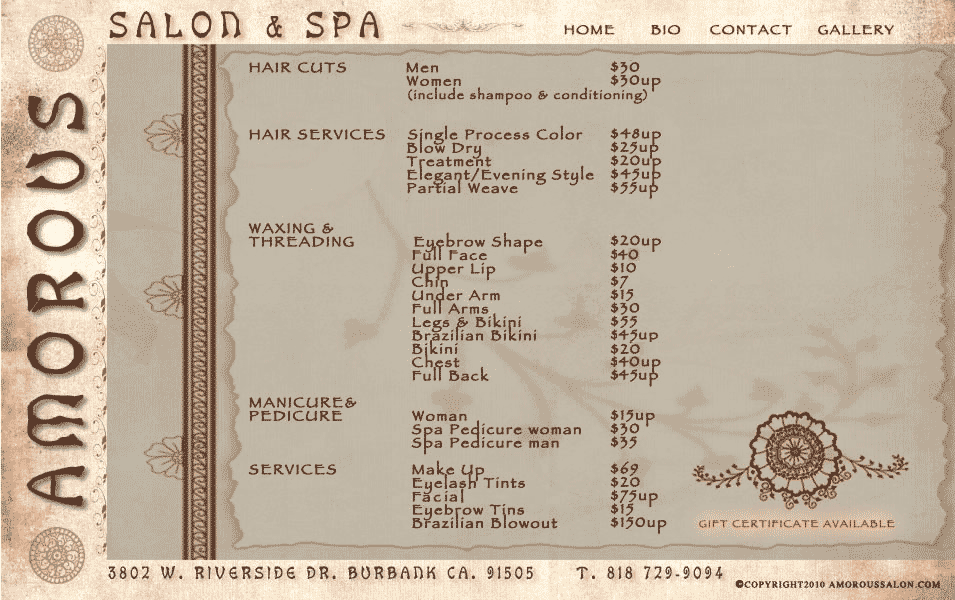 SALON & SPA
HOME BIO CONTACT GALLERY
AMOROUS
HAIR CUTS Men $30
Women $30up
(include shampoo & conditioning)
HAIR SERVICES Single Process Color $48up
Blow Dry $25up
Treatment $20up
Elegant/Evening Style $45up
Partial Weave $55up
WAXING &
THREADING Eyebrow Shape $20up
Full Face $40
Upper Lip $10
Chin $7
Under Arm $15
Full Arms $30
Legs & Bikini $55
Brazilian Bikini $45up
Bikini $20
Chest $40up
Full Back $45up
MANICURE&
PEDICURE Woman $15up
Spa Pedicure woman $30
Spa Pedicure man $35
SERVICES Make Up $69
Eyelash Tints $20
Facial $75up
Eyebrow Tins $15
Brazilian Blowout $150up
GIFT CERTIFICATE AVAILABLE
3802 W. RIVERSIDE DR. BURBANK CA. 91505 T. 818 729-9094
©COPYRIGHT2010 AMOROUSSALON.COM